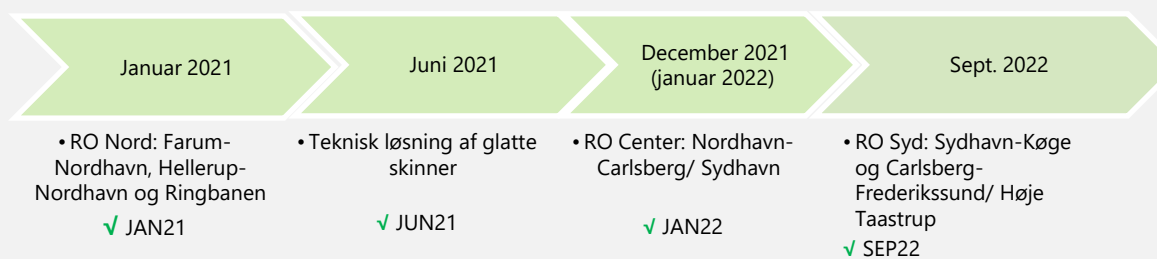 Januar 2021
Juni 2021
December 2021
(januar 2022)
Sept. 2022
• RO Nord: Farum-
Nordhavn, Hellerup-
Nordhavn og Ringbanen
√ JAN21
• Teknisk løsning af glatte
skinner
√ JUN21
• RO Center: Nordhavn-
Carlsberg/ Sydhavn
√ JAN22
• RO Syd: Sydhavn-Køge
og Carlsberg-
Frederikssund/ Høje
Taastrup
√ SEP22